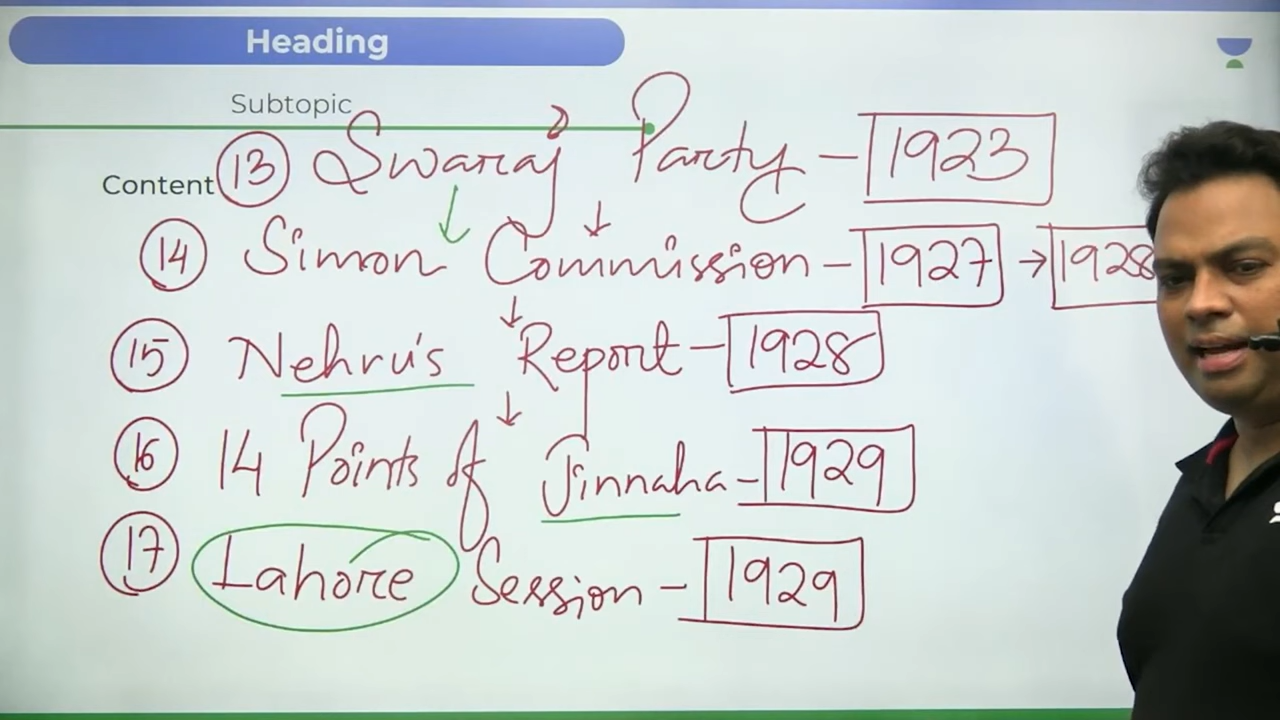 Heading
Subtopic
Content
13 Swaraj Party - 1923
14 Simon Commission - 1927 → 1928
15 Nehru's Report - 1928
16 14 Points of Jinnaha - 1929
17 Lahore Session - 1929